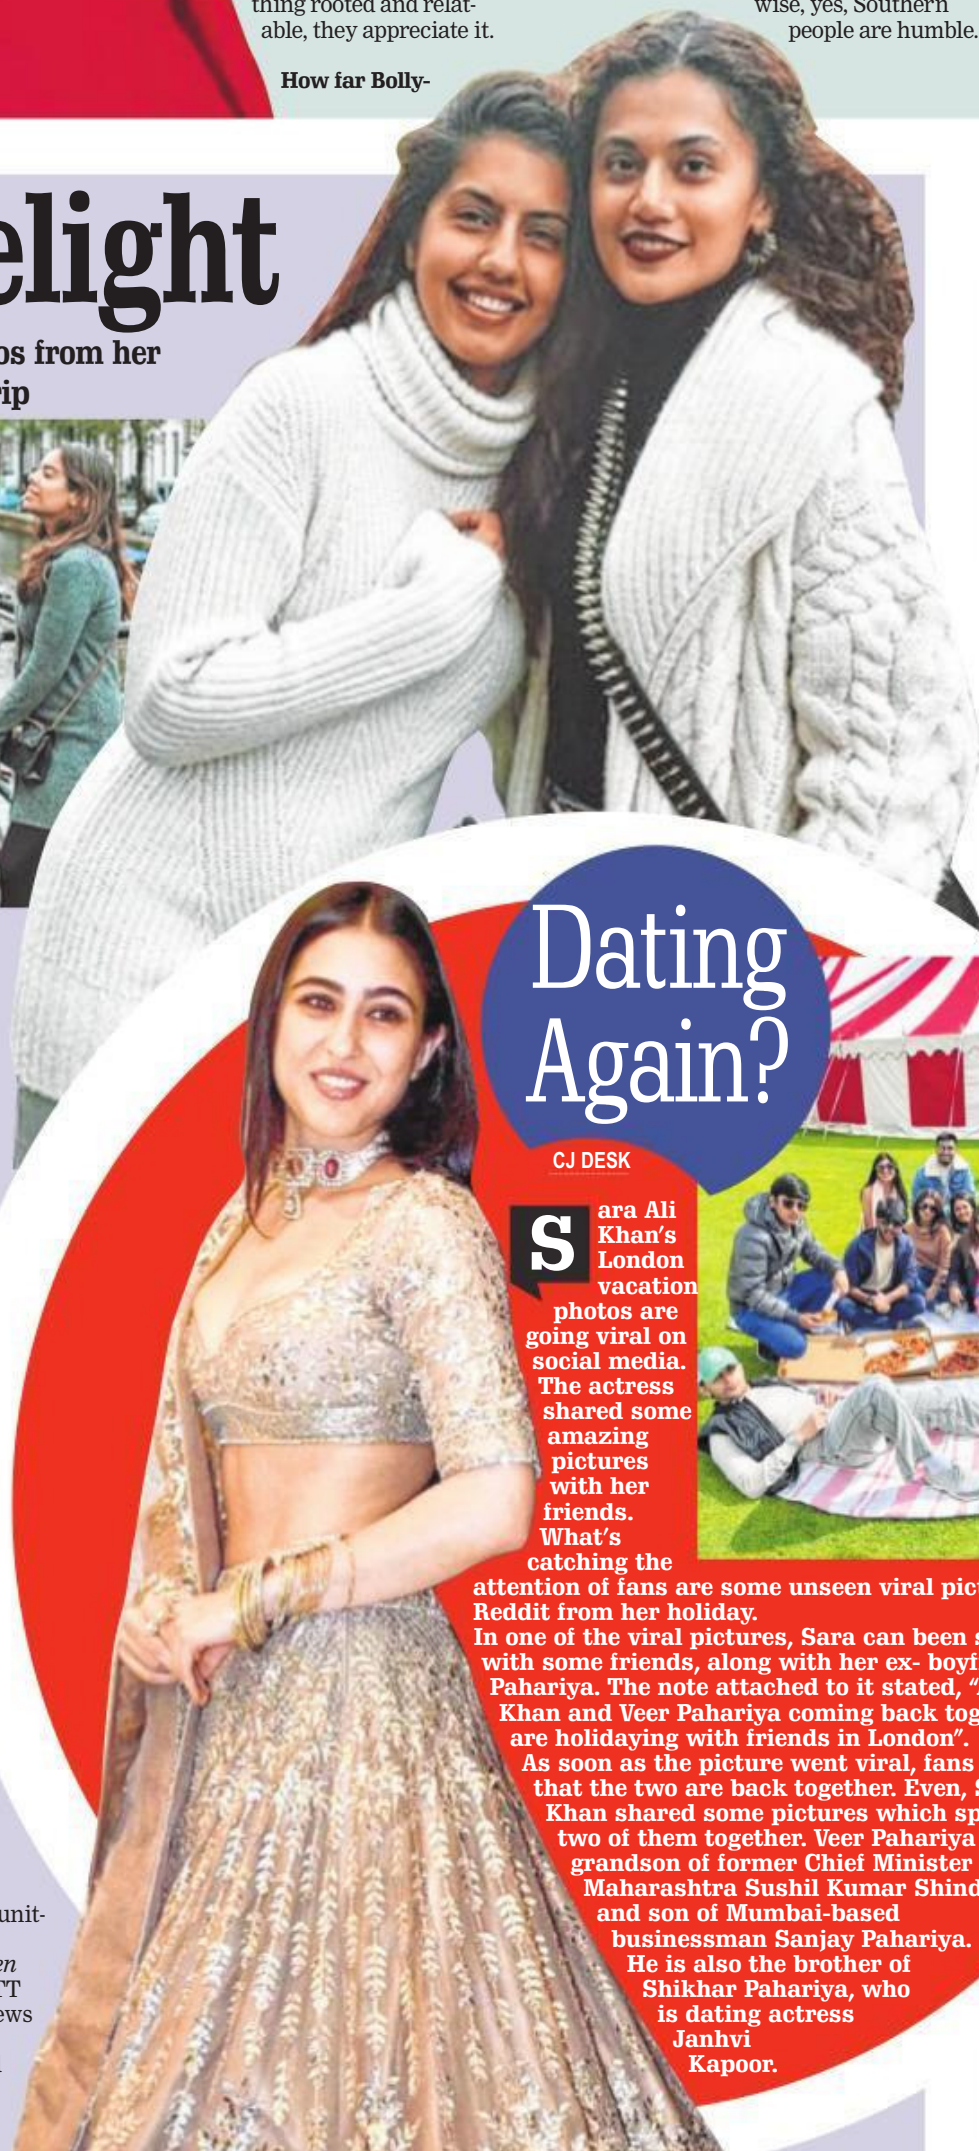 thing rooted and relat-
able, they appreciate it.
How far Bolly-
wise, yes, Southern
people are humble.
elight
os from her
rip
Dating
Again?
CJ DESK
Sara Ali
Khan's
London
vacation
photos are
going viral on
social media.
The actress
shared some
amazing
pictures
with her
friends.
What's
catching the
attention of fans are some unseen viral pic
Reddit from her holiday.
In one of the viral pictures, Sara can been s
with some friends, along with her ex- boyf
Pahariya. The note attached to it stated, “
Khan and Veer Pahariya coming back tog
are holidaying with friends in London”.
As soon as the picture went viral, fans
that the two are back together. Even, S
Khan shared some pictures which sp
two of them together. Veer Pahariya
grandson of former Chief Minister
Maharashtra Sushil Kumar Shind
and son of Mumbai-based
businessman Sanjay Pahariya.
He is also the brother of
Shikhar Pahariya, who
is dating actress
Janhvi
Kapoor.
unit-
en
TT
ews